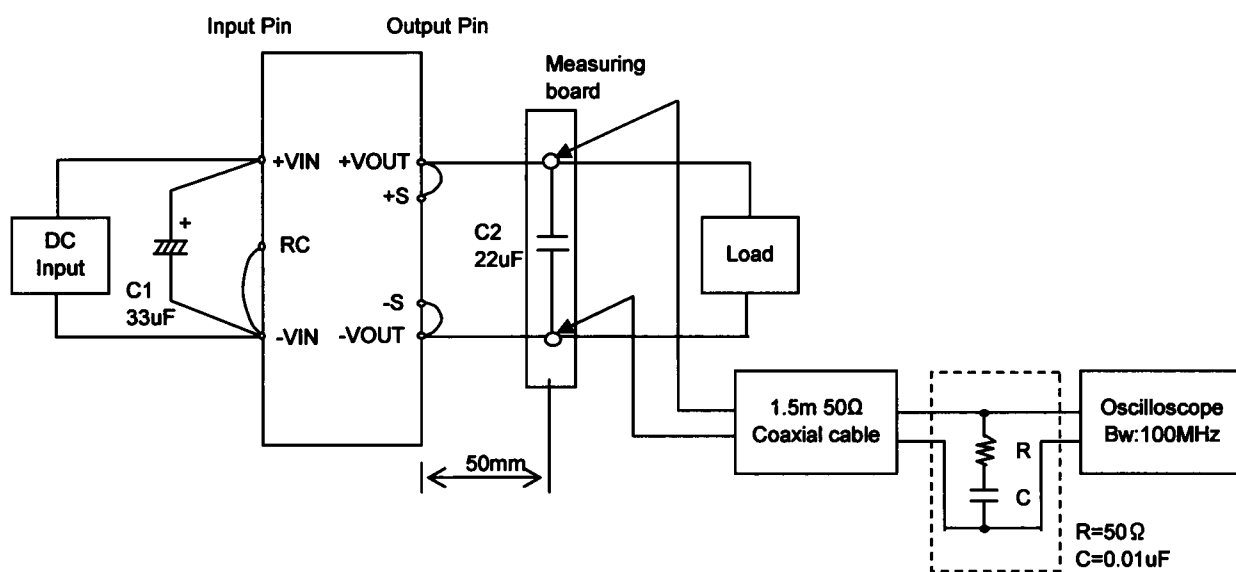 Input Pin
Output Pin
Measuring
board
+VIN
+VOUT
+S
DC
Input
+
RC
C1
33uF
C2
22uF
Load
-S
-VIN
-VOUT
50mm
1.5m 50Ω
Coaxial cable
R
C
Oscilloscope
Bw:100MHz
R=50Ω
C=0.01uF